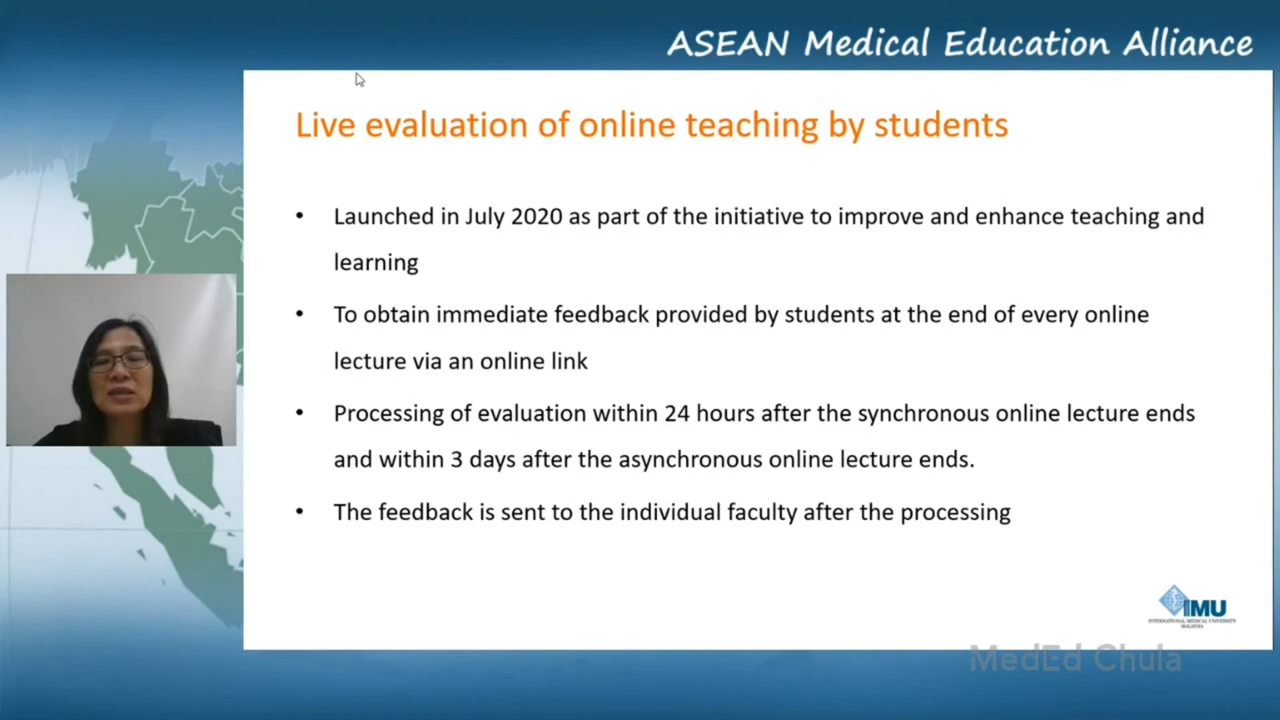 ASEAN Medical Education Alliance
Live evaluation of online teaching by students
• Launched in July 2020 as part of the initiative to improve and enhance teaching and
learning
• To obtain immediate feedback provided by students at the end of every online
lecture via an online link
• Processing of evaluation within 24 hours after the synchronous online lecture ends
and within 3 days after the asynchronous online lecture ends.
• The feedback is sent to the individual faculty after the processing
IMU
INTERNATIONAL MEDICAL UNIVERSITY
MALAYSIA
MedEd Chula